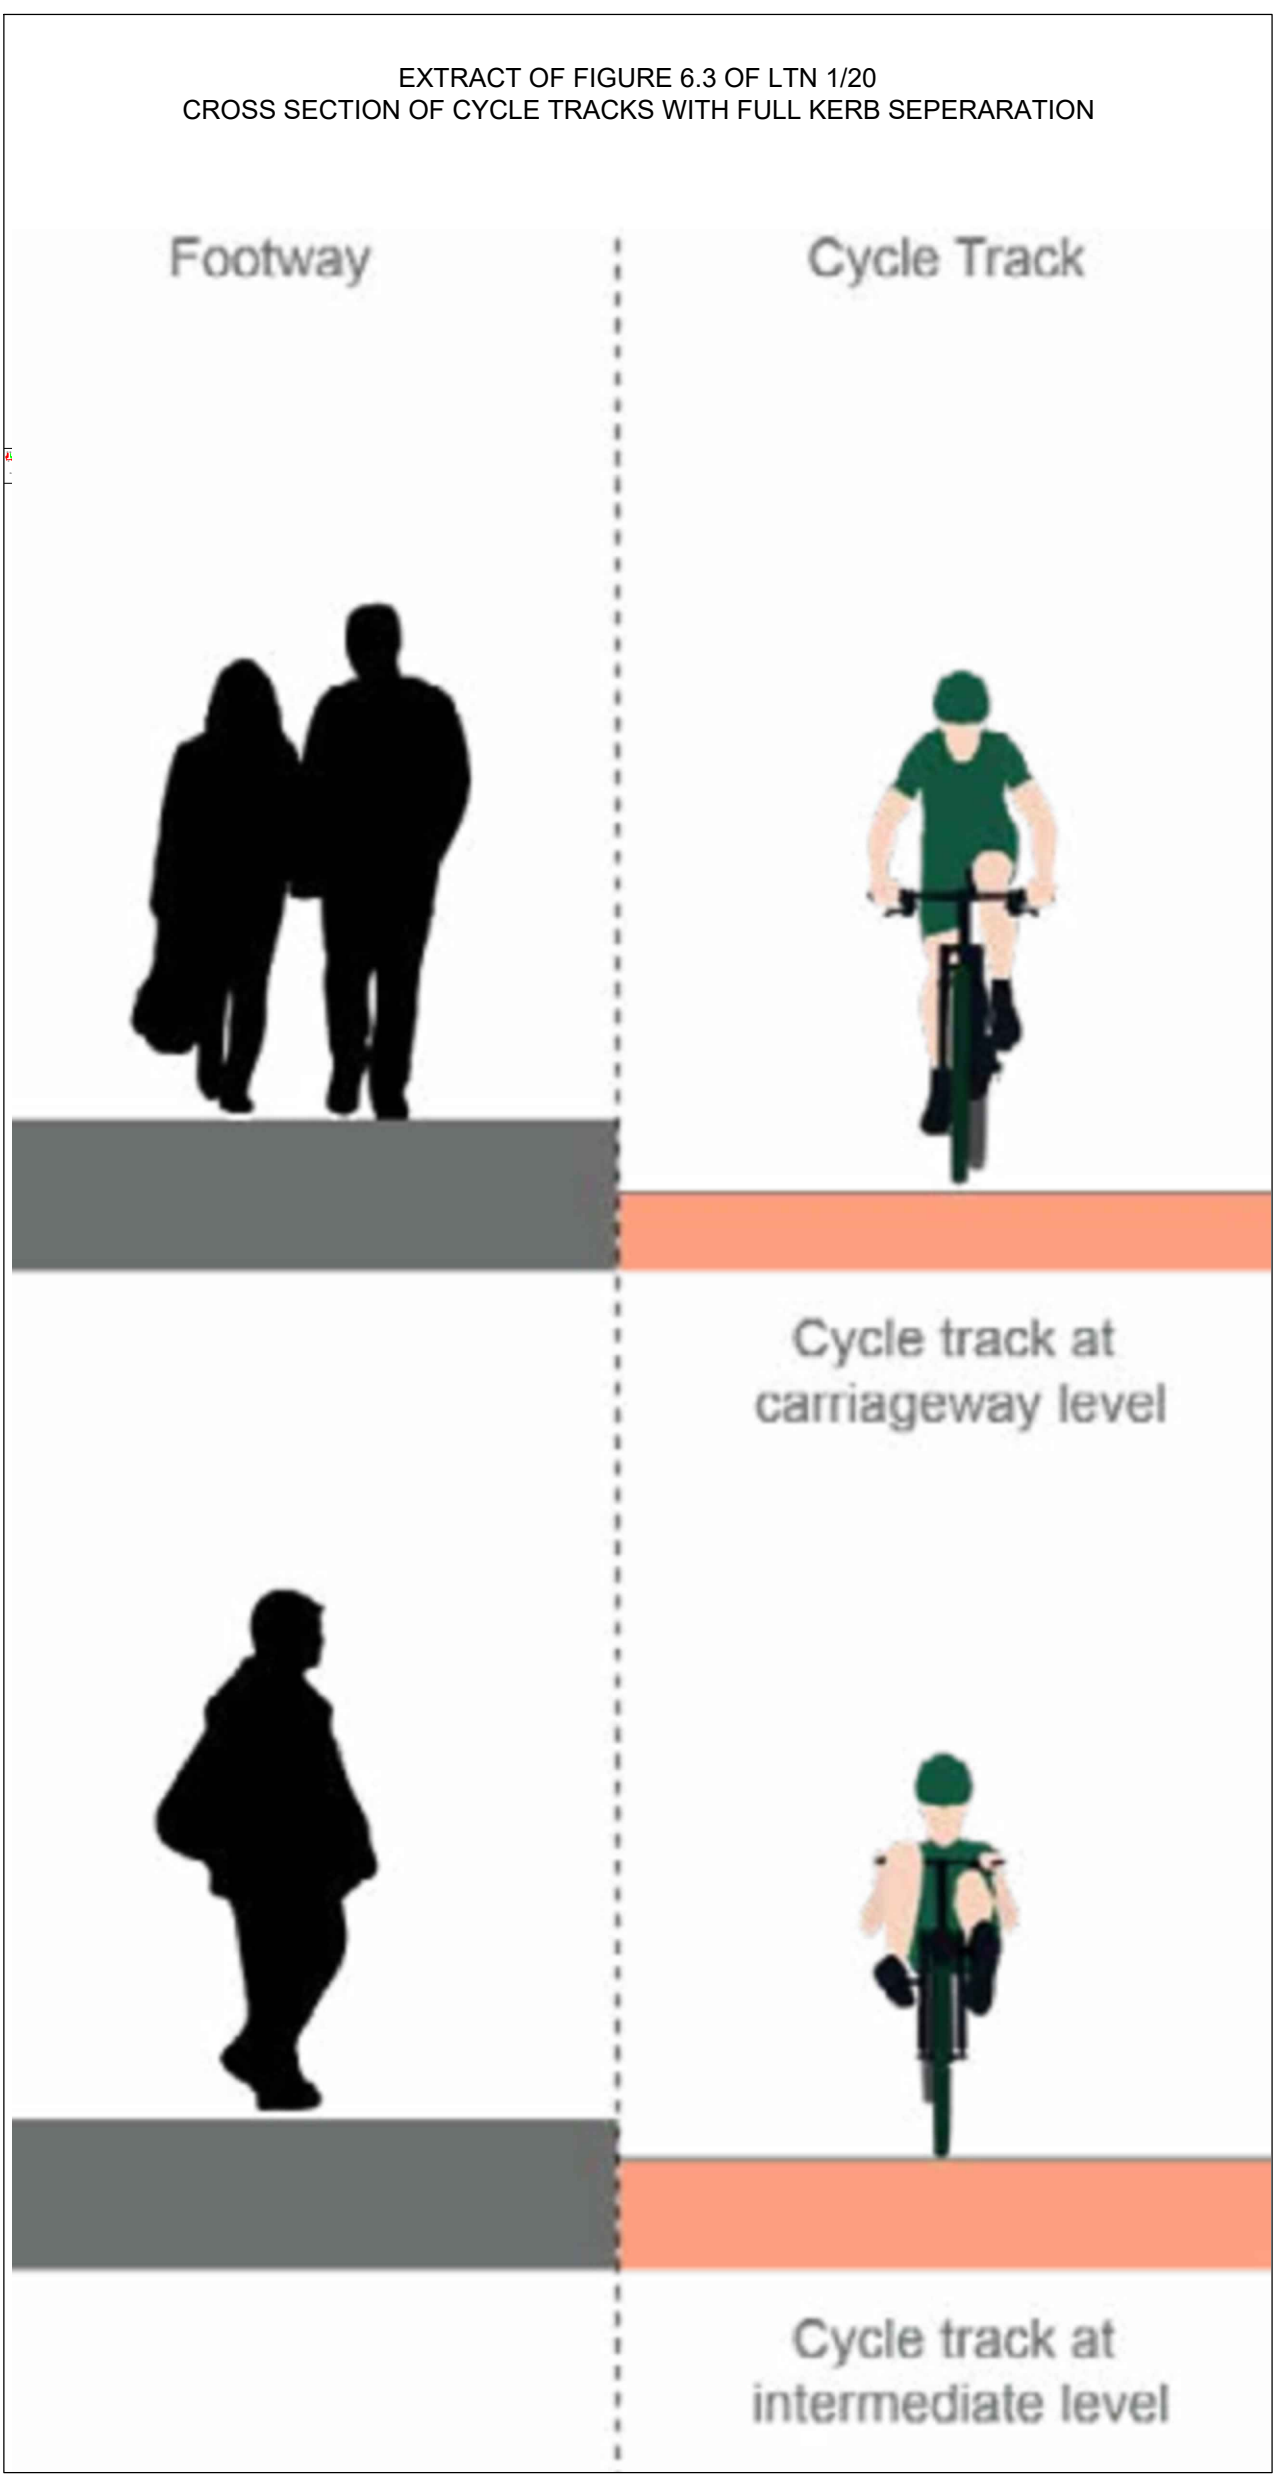 EXTRACT OF FIGURE 6.3 OF LTN 1/20
CROSS SECTION OF CYCLE TRACKS WITH FULL KERB SEPERARATION
Footway
Cycle Track
Cycle track at
carriageway level
Cycle track at
intermediate level